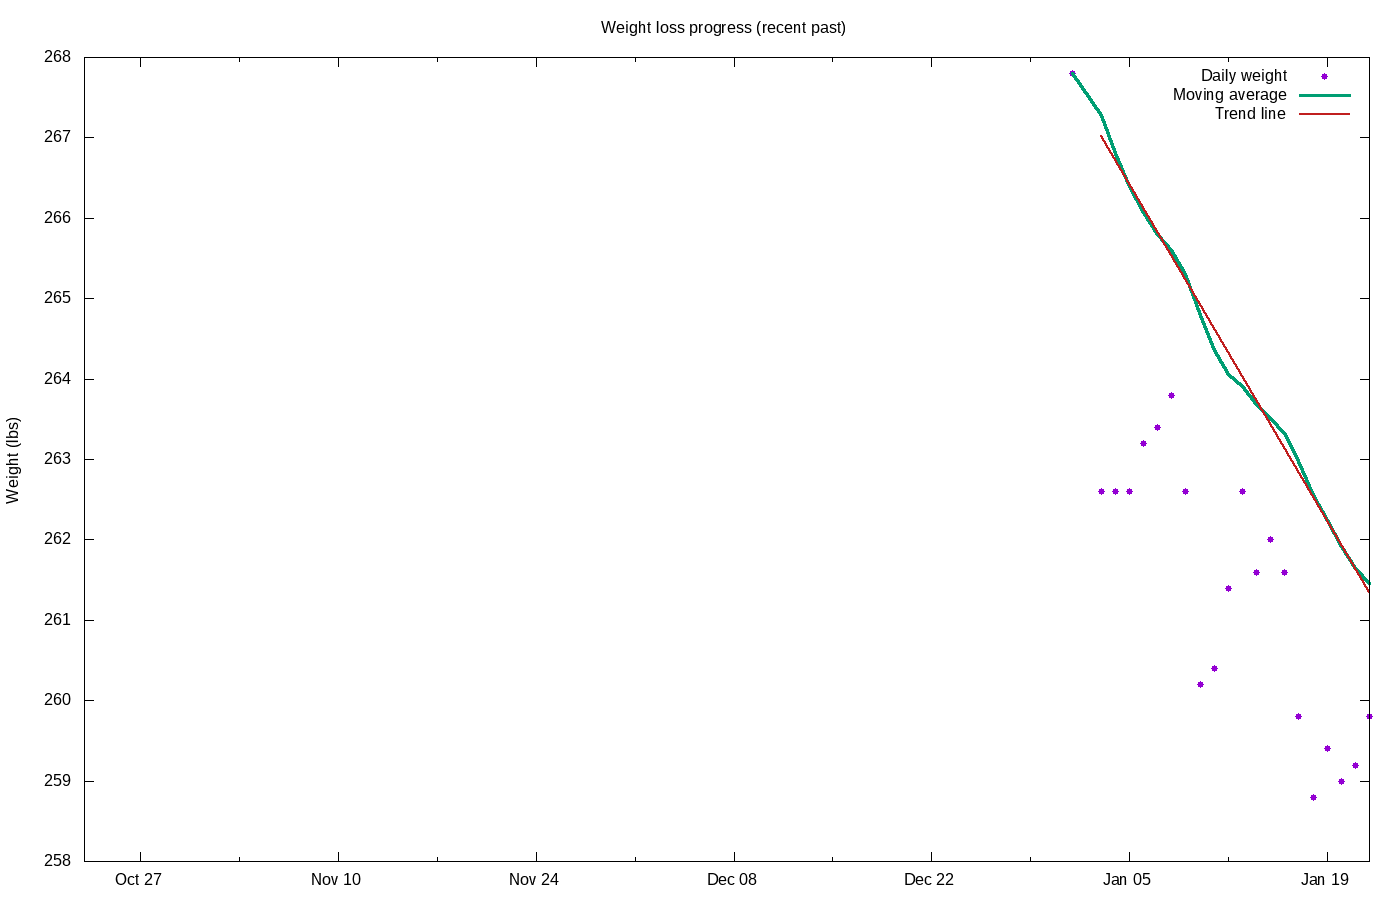 Weight loss progress (recent past)
268
267
266
265
264
263
262
261
260
259
258
Weight (lbs)
Daily weight
Moving average
Trend line
Oct 27 Nov 10 Nov 24 Dec 08 Dec 22 Jan 05 Jan 19